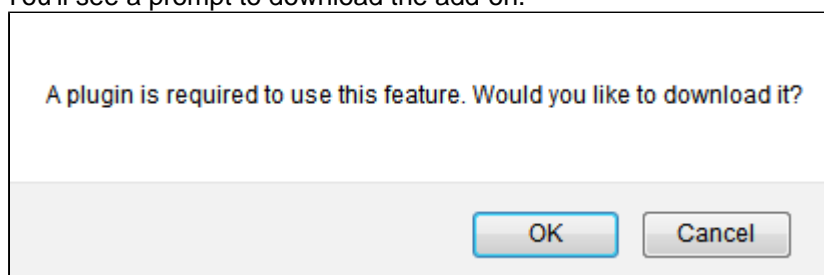 You'll see a prompt to download the add-on.
A plugin is required to use this feature. Would you like to download it?
OK
Cancel